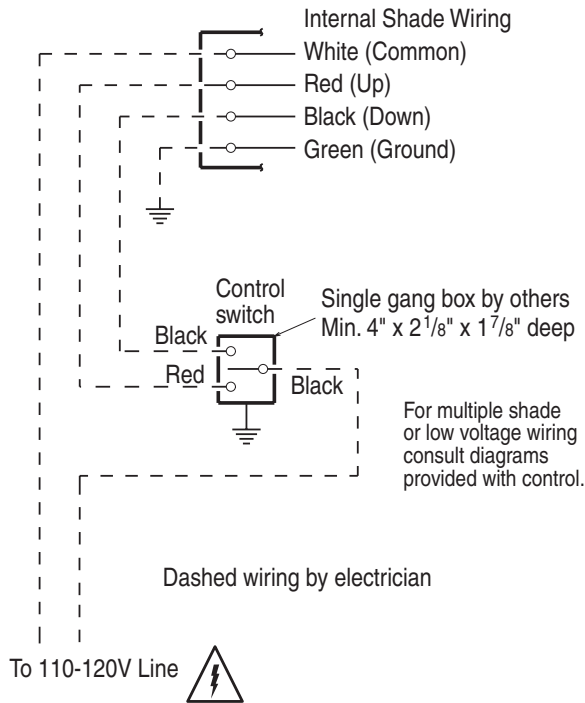 Internal Shade Wiring
White (Common)
Red (Up)
Black (Down)
Green (Ground)
Control
switch
Single gang box by others
Min. 4" x 2 1/8" x 1 7/8" deep
Black
Red
Black
For multiple shade
or low voltage wiring
consult diagrams
provided with control.
Dashed wiring by electrician
To 110-120V Line